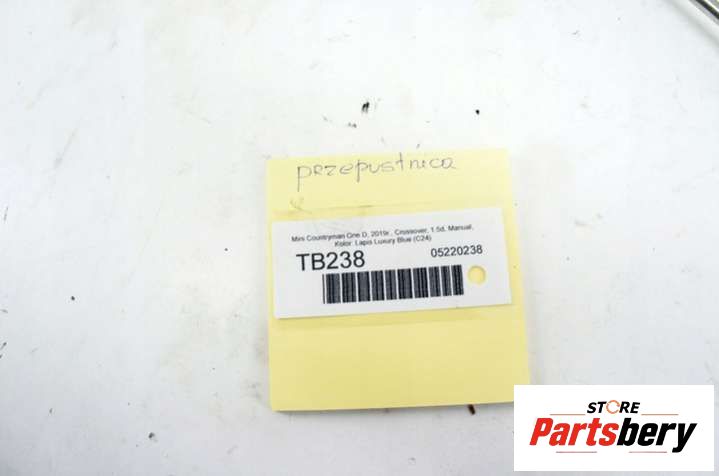 przepustnica
Mini Countryman One D, 2019r., Crossover, 1.5d, Manual,
Kolor: Lapis Luxury Blue (C24)
TB238
05220238
STORE
Partsbery